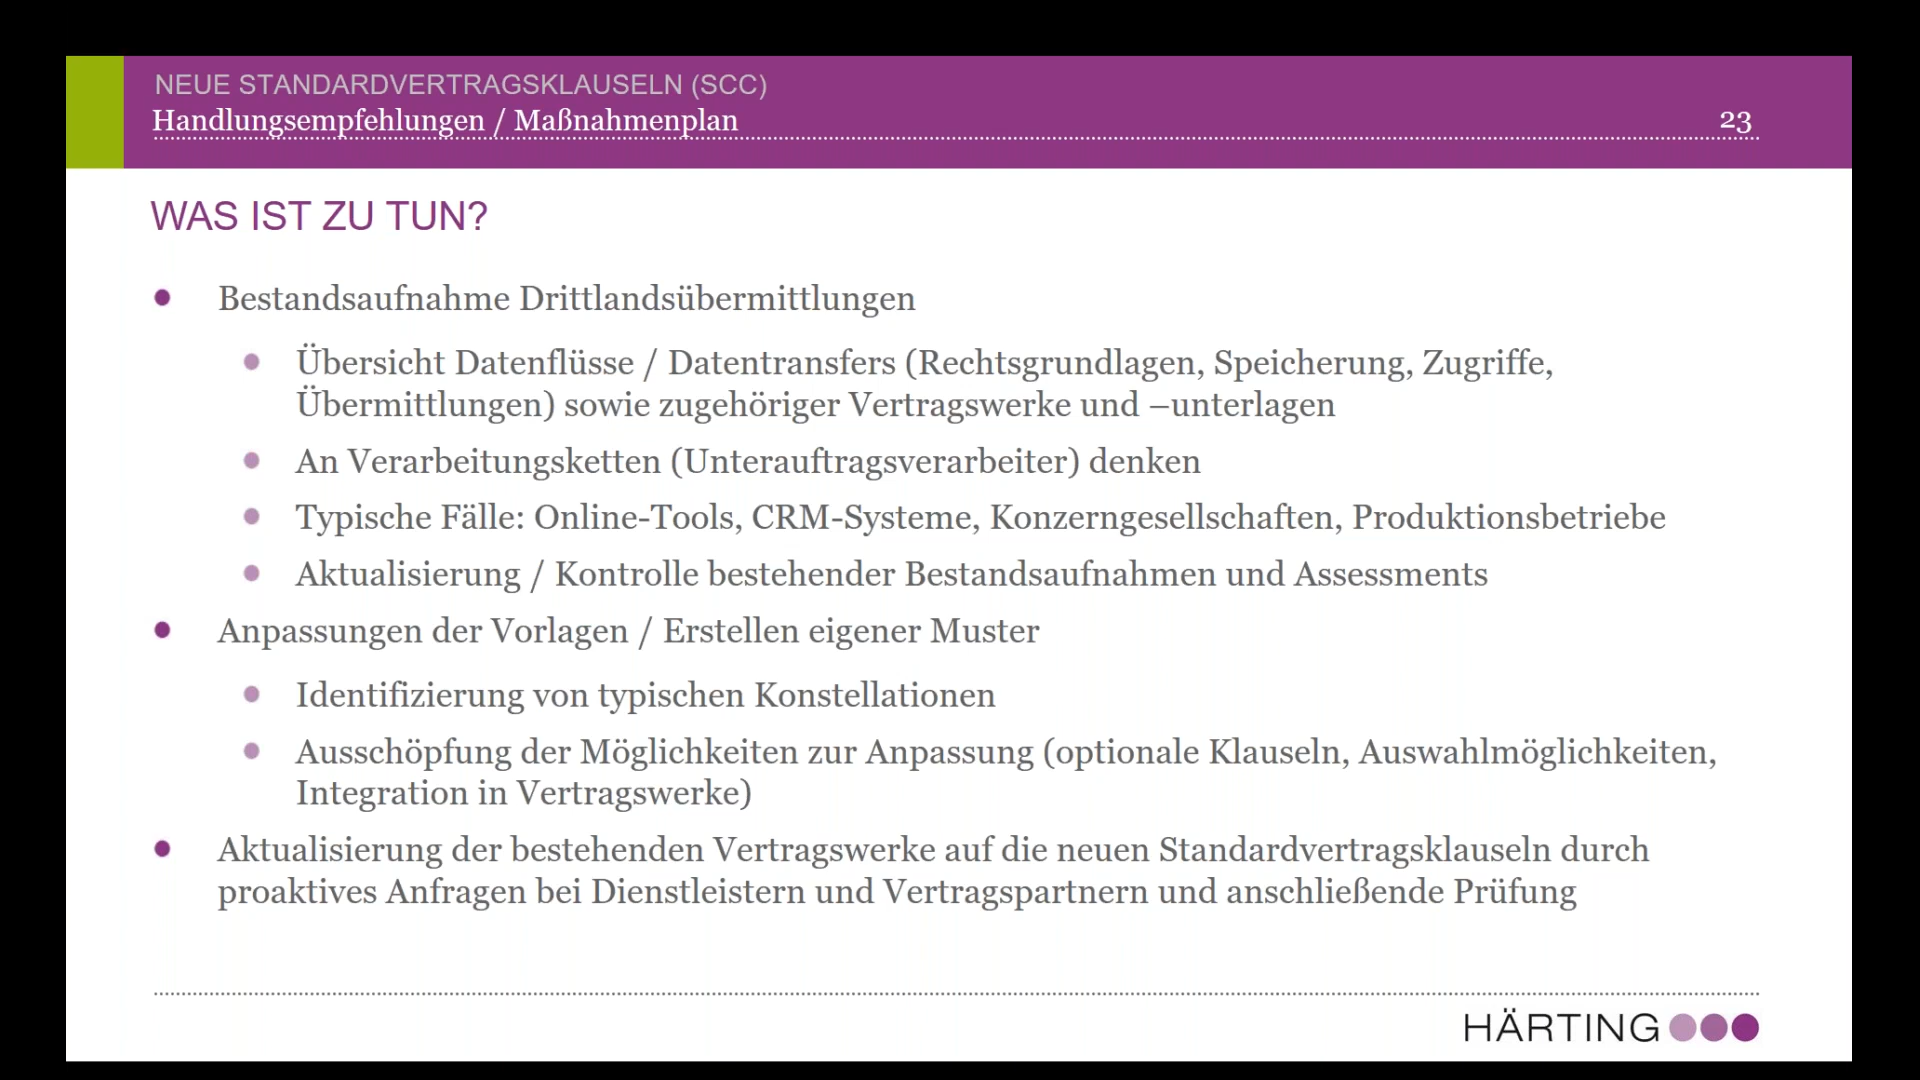 NEUE STANDARDVERTRAGSKLAUSELN (SCC)
Handlungsempfehlungen / Maßnahmenplan
23
WAS IST ZU TUN?
Bestandsaufnahme Drittlandsübermittlungen
Übersicht Datenflüsse / Datentransfers (Rechtsgrundlagen, Speicherung, Zugriffe,
Übermittlungen) sowie zugehöriger Vertragswerke und –unterlagen
An Verarbeitungsketten (Unterauftragsverarbeiter) denken
Typische Fälle: Online-Tools, CRM-Systeme, Konzerngesellschaften, Produktionsbetriebe
Aktualisierung / Kontrolle bestehender Bestandsaufnahmen und Assessments
Anpassungen der Vorlagen / Erstellen eigener Muster
Identifizierung von typischen Konstellationen
Ausschöpfung der Möglichkeiten zur Anpassung (optionale Klauseln, Auswahlmöglichkeiten,
Integration in Vertragswerke)
Aktualisierung der bestehenden Vertragswerke auf die neuen Standardvertragsklauseln durch
proaktives Anfragen bei Dienstleistern und Vertragspartnern und anschließende Prüfung
HÄRTING